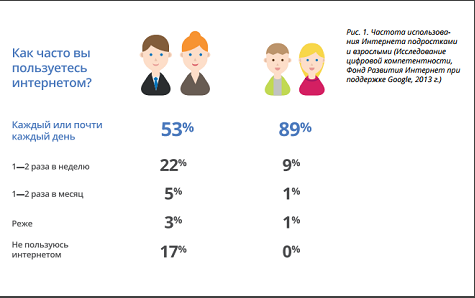 Как часто вы
пользуетесь
интернетом?
Рис. 1. Частота использова-
ния Интернета подростками
и взрослыми (Исследование
цифровой компетентности,
Фонд Развития Интернет при
поддержке Google, 2013 г.)
Каждый или почти
каждый день
53% 89%
1—2 раза в неделю 22% 9%
1—2 раза в месяц 5% 1%
Реже 3% 1%
Не пользуюсь
интернетом
17% 0%